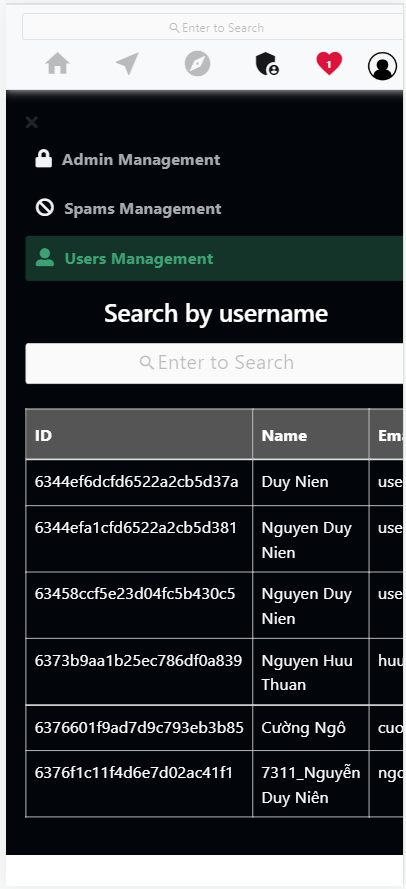 Enter to Search
1
Admin Management
Spams Management
Users Management
Search by username
Enter to Search
ID Name Ema
6344ef6dcfd6522a2cb5d37a Duy Nien use
6344efa1cfd6522a2cb5d381 Nguyen Duy use
Nien
63458ccf5e23d04fc5b430c5 Nguyen Duy use
Nien
6373b9aa1b25ec786df0a839 Nguyen Huu huu
Thuan
6376601f9ad7d9c793eb3b85 Cường Ngô cuo
6376f1c11f4d6e7d02ac41f1 7311_Nguyễn ngo
Duy Niên